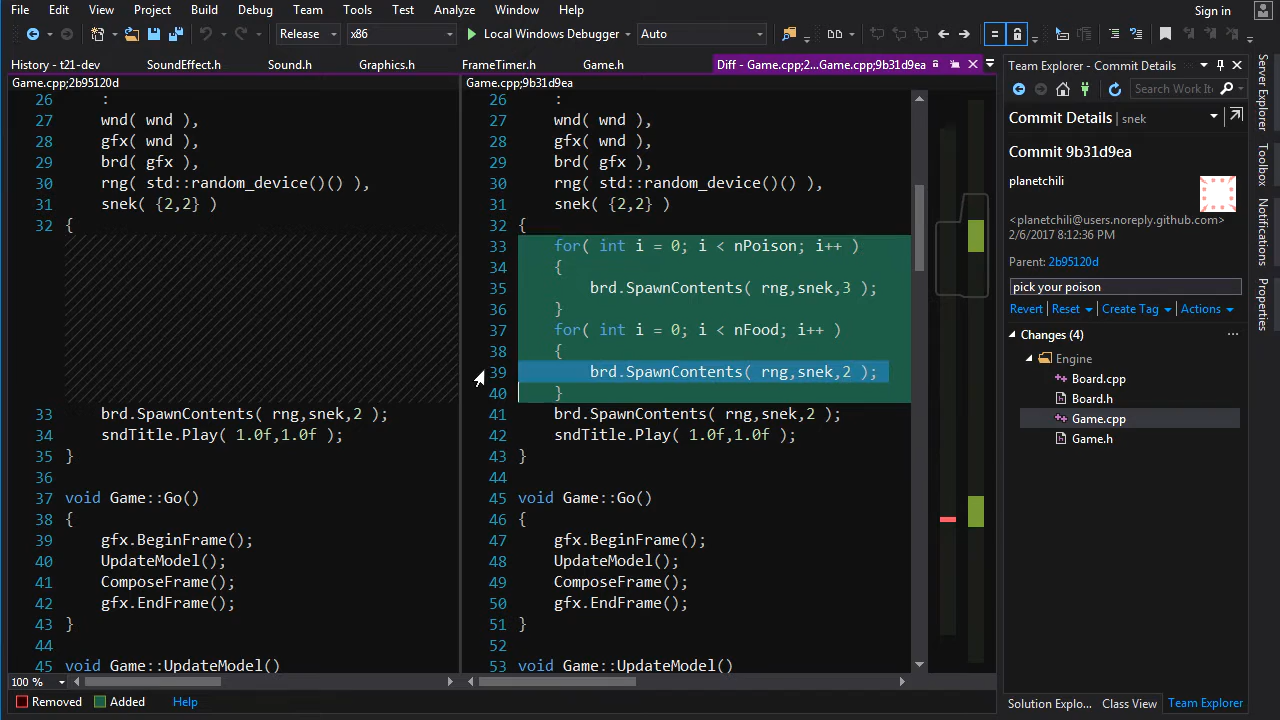 File Edit View Project Build Debug Team Tools Test Analyze Window Help Sign in
Release x86 Local Windows Debugger Auto
History - t21-dev SoundEffect.h Sound.h Graphics.h FrameTimer.h Game.h Diff - Game.cpp;2...Game.cpp;9b31d9ea
Game.cpp;2b95120d
26 :
27 wnd( wnd ),
28 gfx( wnd ),
29 brd( gfx ),
30 rng( std::random_device()() ),
31 snek( {2,2} )
32 {
33 brd.SpawnContents( rng,snek,2 );
34 sndTitle.Play( 1.0f,1.0f );
35 }
36
37 void Game::Go()
38 {
39 gfx.BeginFrame();
40 UpdateModel();
41 ComposeFrame();
42 gfx.EndFrame();
43 }
44
45 void Game::UpdateModel()
Game.cpp;9b31d9ea
26 :
27 wnd( wnd ),
28 gfx( wnd ),
29 brd( gfx ),
30 rng( std::random_device()() ),
31 snek( {2,2} )
32 {
33 for( int i = 0; i < nPoison; i++ )
34 {
35 brd.SpawnContents( rng,snek,3 );
36 }
37 for( int i = 0; i < nFood; i++ )
38 {
39 brd.SpawnContents( rng,snek,2 );
40 }
41 brd.SpawnContents( rng,snek,2 );
42 sndTitle.Play( 1.0f,1.0f );
43 }
44
45 void Game::Go()
46 {
47 gfx.BeginFrame();
48 UpdateModel();
49 ComposeFrame();
50 gfx.EndFrame();
51 }
52
53 void Game::UpdateModel()
100 %
Removed Added Help
Team Explorer - Commit Details
Search Work It
Commit Details | snek
Commit 9b31d9ea
planetchili
<planetchili@users.noreply.github.com>
2/6/2017 8:12:36 PM
Parent: 2b95120d
pick your poison
Revert Reset Create Tag Actions
Changes (4)
Engine
Board.cpp
Board.h
Game.cpp
Game.h
Solution Explo... Class View Team Explorer
Server Explorer
Toolbox
Notifications
Properties